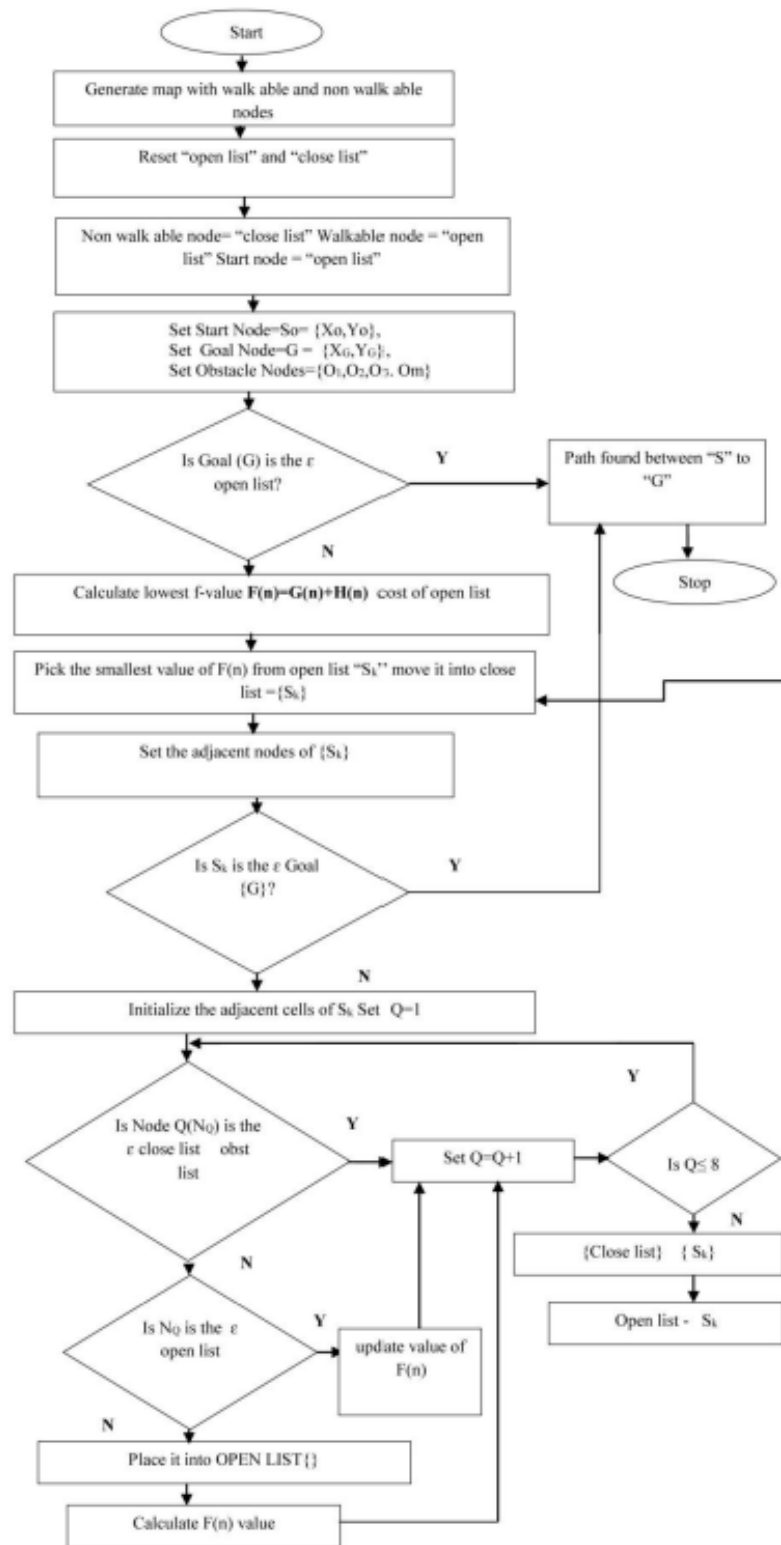 Start
Generate map with walk able and non walk able
nodes
Reset “open list” and “close list”
Non walk able node= “close list” Walkable node = “open
list” Start node = “open list”
Set Start Node=So= {Xo,Yo},
Set Goal Node=G = {XG,YG},
Set Obstacle Nodes={O1,O2,O3. Om}
Is Goal (G) is the ε
open list?
Y
Path found between “S” to
“G”
N
Stop
Calculate lowest f-value F(n)=G(n)+H(n) cost of open list
Pick the smallest value of F(n) from open list “Sk’’ move it into close
list ={Sk}
Set the adjacent nodes of {Sk}
Is Sk is the ε Goal
{G}?
Y
N
Initialize the adjacent cells of Sk Set Q=1
Y
Is Node Q(NQ) is the
ε close list obst
list
Y
Set Q=Q+1
Is Q≤ 8
N
N
{Close list} { Sk}
Open list - Sk
Is NQ is the ε
open list
Y
update value of
F(n)
N
Place it into OPEN LIST{}
Calculate F(n) value